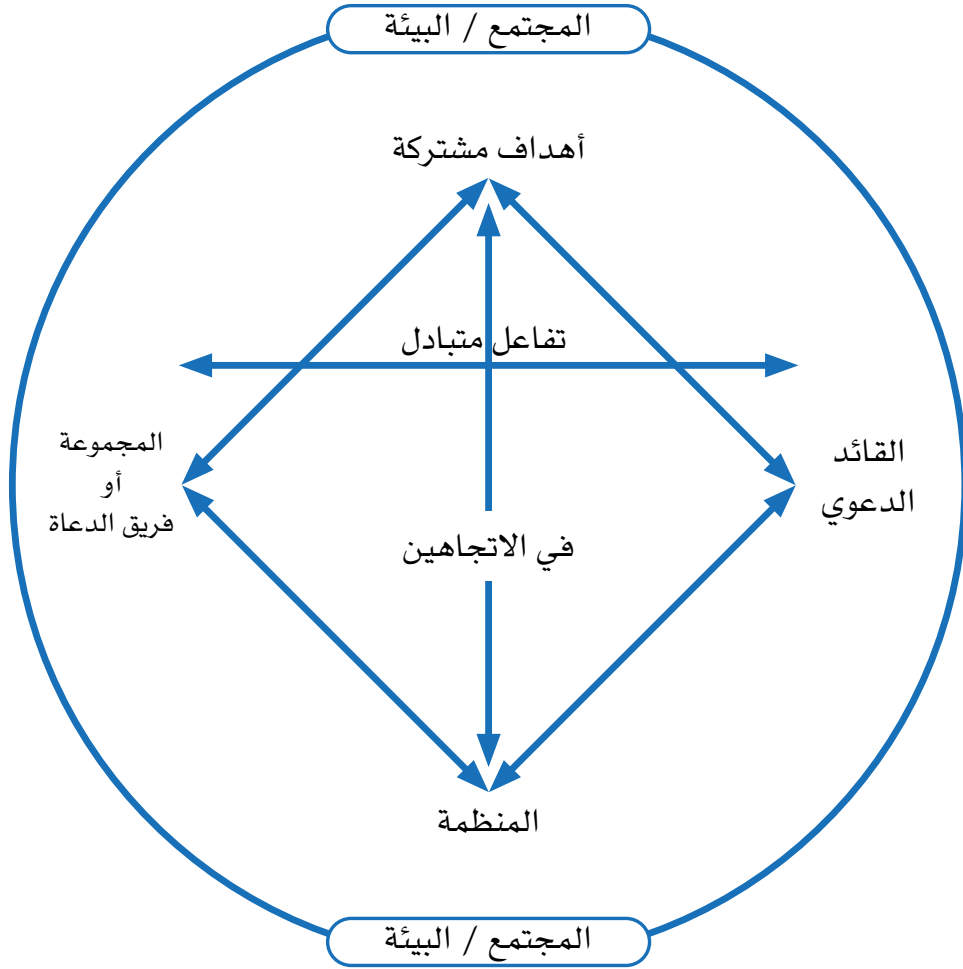 المجتمع / البيئة
أهداف مشتركة
تفاعل متبادل
القائد
الدعوي
المجموعة
أو
فريق الدعاة
في الاتجاهين
المنظمة
المجتمع / البيئة